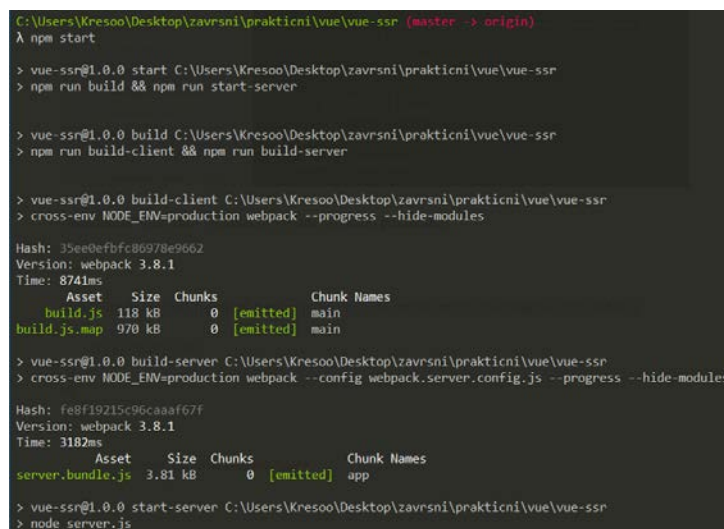 C:\Users\Kresoo\Desktop\zavrsni\prakticni\vue\vue-ssr (master -> origin)
λ npm start
> vue-ssr@1.0.0 start C:\Users\Kresoo\Desktop\zavrsni\prakticni\vue\vue-ssr
> npm run build && npm run start-server
> vue-ssr@1.0.0 build C:\Users\Kresoo\Desktop\zavrsni\prakticni\vue\vue-ssr
> npm run build-client && npm run build-server
> vue-ssr@1.0.0 build-client C:\Users\Kresoo\Desktop\zavrsni\prakticni\vue\vue-ssr
> cross-env NODE_ENV=production webpack --progress --hide-modules
Hash: 35ee0efbfc86978e9662
Version: webpack 3.8.1
Time: 8741ms
Asset Size Chunks Chunk Names
build.js 118 kB 0 [emitted] main
build.js.map 970 kB 0 [emitted] main
> vue-ssr@1.0.0 build-server C:\Users\Kresoo\Desktop\zavrsni\prakticni\vue\vue-ssr
> cross-env NODE_ENV=production webpack --config webpack.server.config.js --progress --hide-modules
Hash: fe8f19215c96caaaf67f
Version: webpack 3.8.1
Time: 3182ms
Asset Size Chunks Chunk Names
server.bundle.js 3.81 kB 0 [emitted] app
> vue-ssr@1.0.0 start-server C:\Users\Kresoo\Desktop\zavrsni\prakticni\vue\vue-ssr
> node server.js